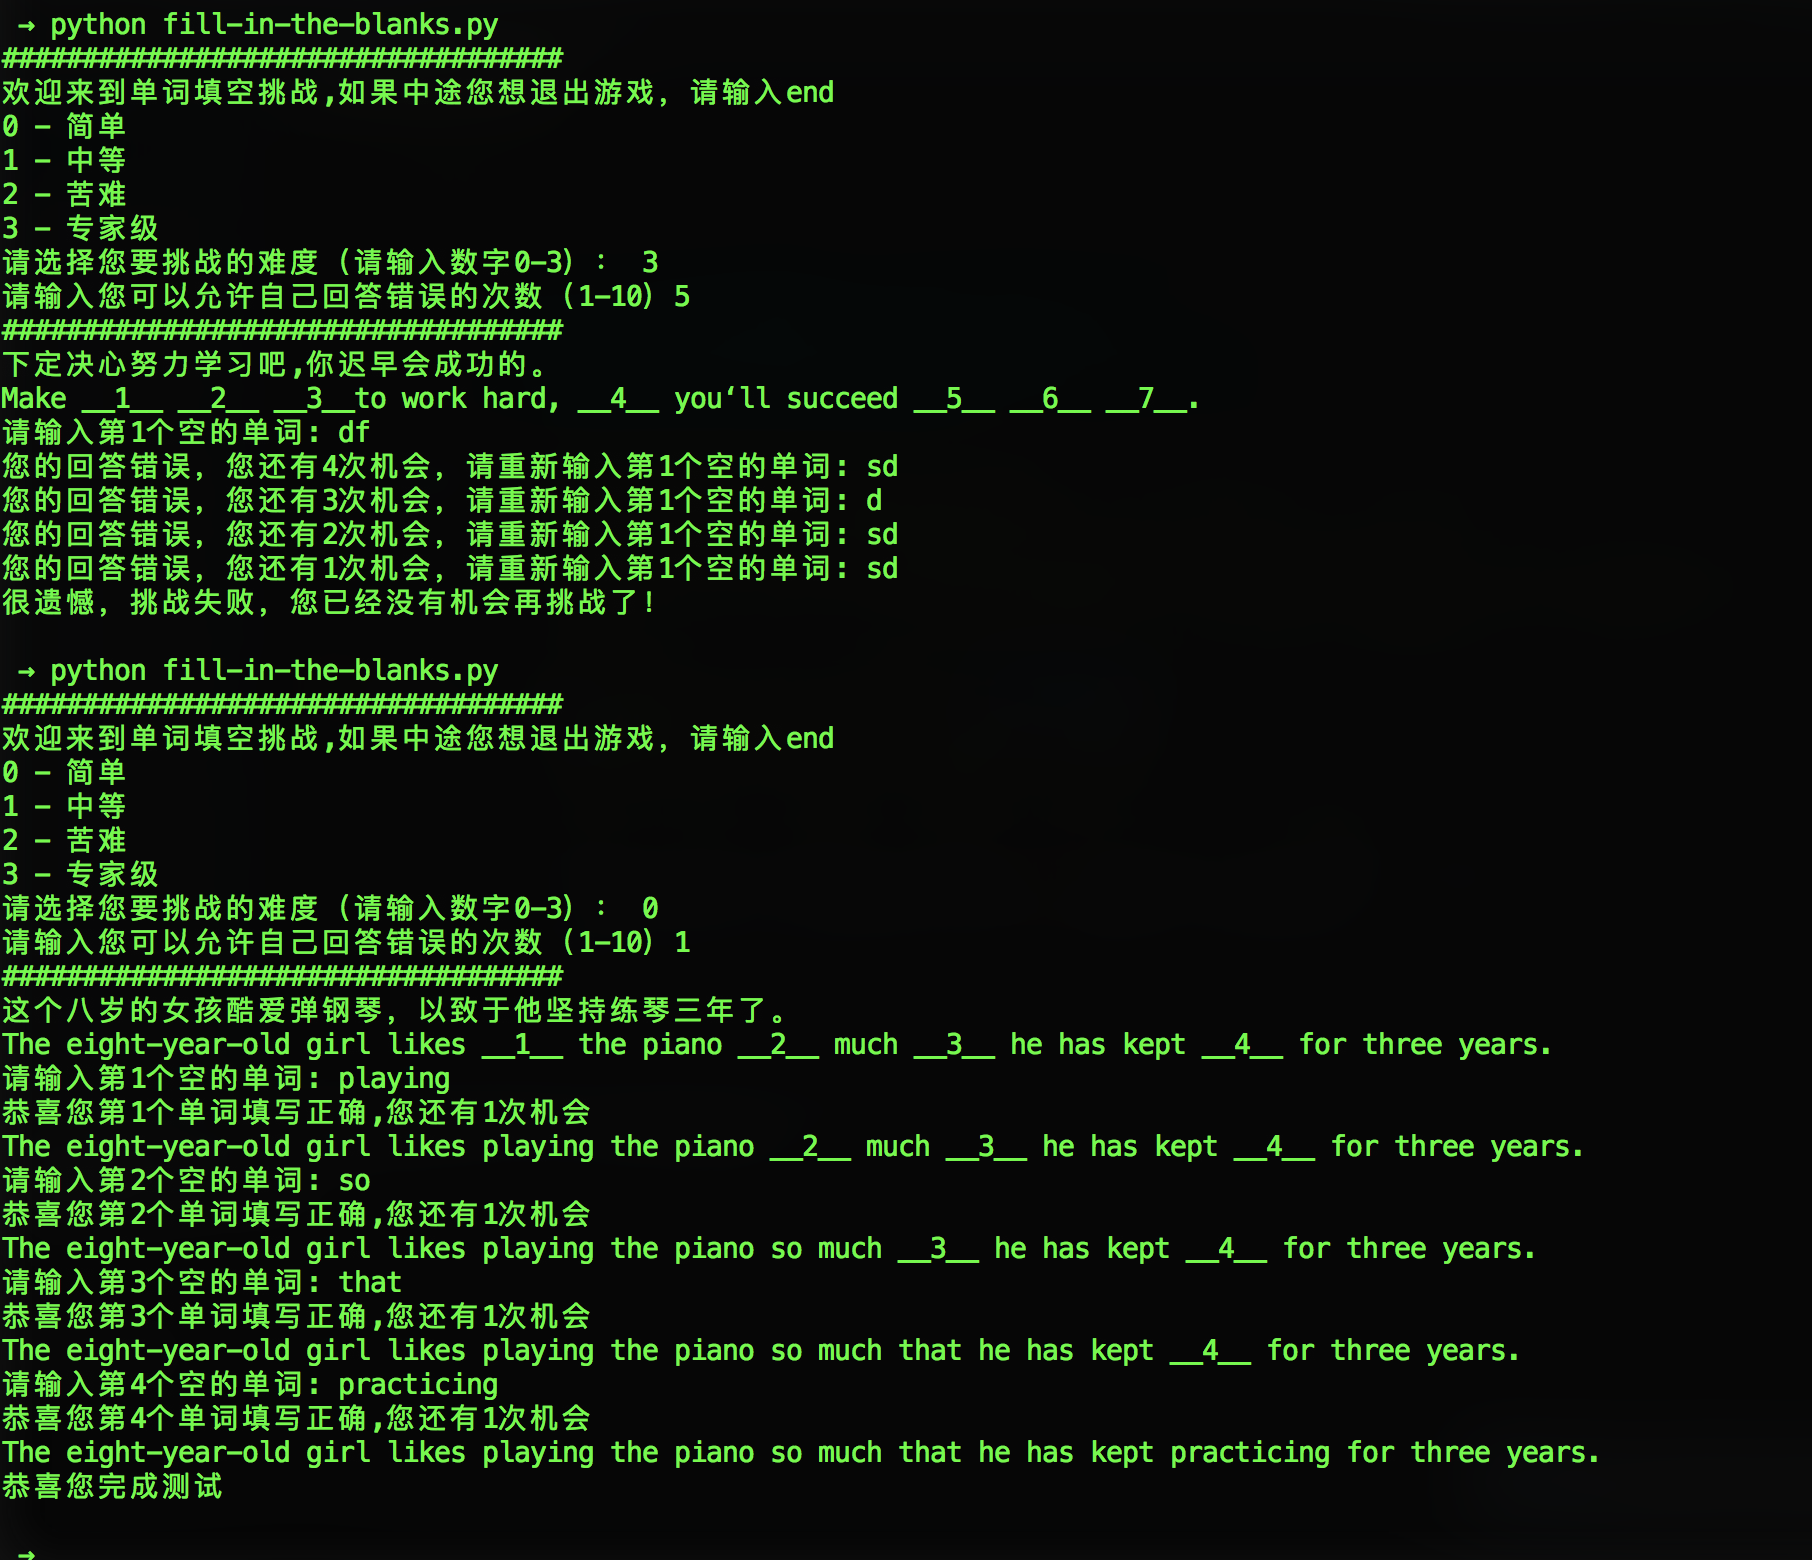 → python fill-in-the-blanks.py
###################################
欢迎来到单词填空挑战,如果中途您想退出游戏，请输入end
0 - 简单
1 - 中等
2 - 苦难
3 - 专家级
请选择您要挑战的难度（请输入数字0-3）： 3
请输入您可以允许自己回答错误的次数（1-10）5
###################################
下定决心努力学习吧,你迟早会成功的。
Make __1__ __2__ __3__to work hard, __4__ you‘ll succeed __5__ __6__ __7__.
请输入第1个空的单词: df
您的回答错误，您还有4次机会，请重新输入第1个空的单词: sd
您的回答错误，您还有3次机会，请重新输入第1个空的单词: d
您的回答错误，您还有2次机会，请重新输入第1个空的单词: sd
您的回答错误，您还有1次机会，请重新输入第1个空的单词: sd
很遗憾，挑战失败，您已经没有机会再挑战了！
→ python fill-in-the-blanks.py
###################################
欢迎来到单词填空挑战,如果中途您想退出游戏，请输入end
0 - 简单
1 - 中等
2 - 苦难
3 - 专家级
请选择您要挑战的难度（请输入数字0-3）： 0
请输入您可以允许自己回答错误的次数（1-10）1
###################################
这个八岁的女孩酷爱弹钢琴，以致于他坚持练琴三年了。
The eight-year-old girl likes __1__ the piano __2__ much __3__ he has kept __4__ for three years.
请输入第1个空的单词: playing
恭喜您第1个单词填写正确,您还有1次机会
The eight-year-old girl likes playing the piano __2__ much __3__ he has kept __4__ for three years.
请输入第2个空的单词: so
恭喜您第2个单词填写正确,您还有1次机会
The eight-year-old girl likes playing the piano so much __3__ he has kept __4__ for three years.
请输入第3个空的单词: that
恭喜您第3个单词填写正确,您还有1次机会
The eight-year-old girl likes playing the piano so much that he has kept __4__ for three years.
请输入第4个空的单词: practicing
恭喜您第4个单词填写正确,您还有1次机会
The eight-year-old girl likes playing the piano so much that he has kept practicing for three years.
恭喜您完成测试
→